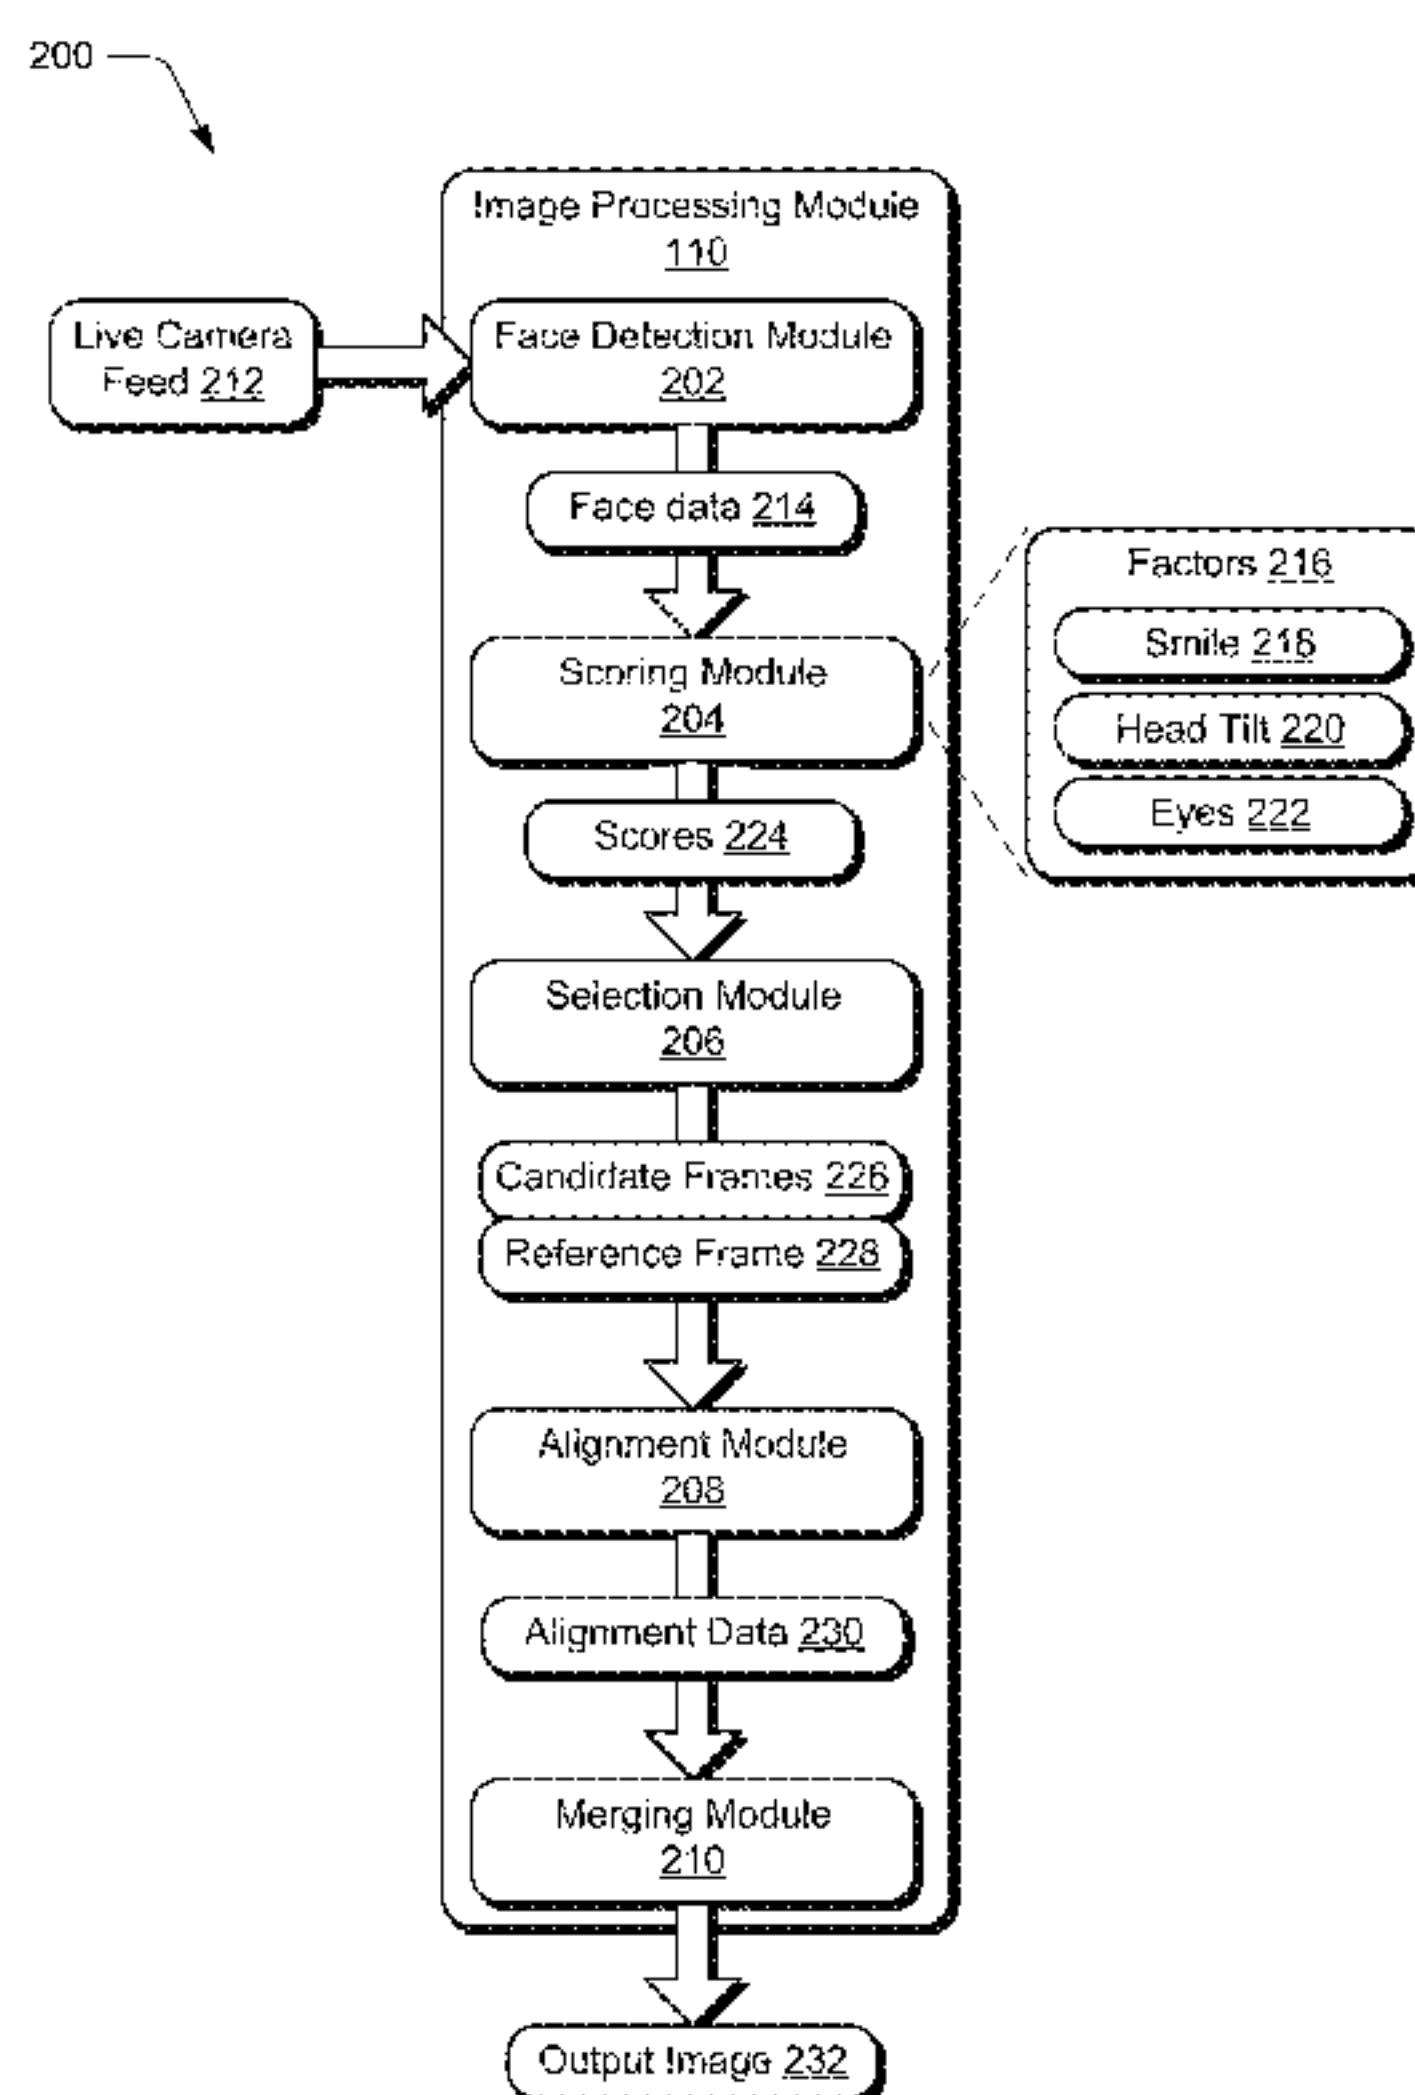 200
Image Processing Module
110
Live Camera
Feed 212
Face Detection Module
202
Face data 214
Factors 216
Smile 218
Head Tilt 220
Eyes 222
Scoring Module
204
Scores 224
Selection Module
206
Candidate Frames 226
Reference Frame 228
Alignment Module
208
Alignment Data 230
Merging Module
210
Output Image 232